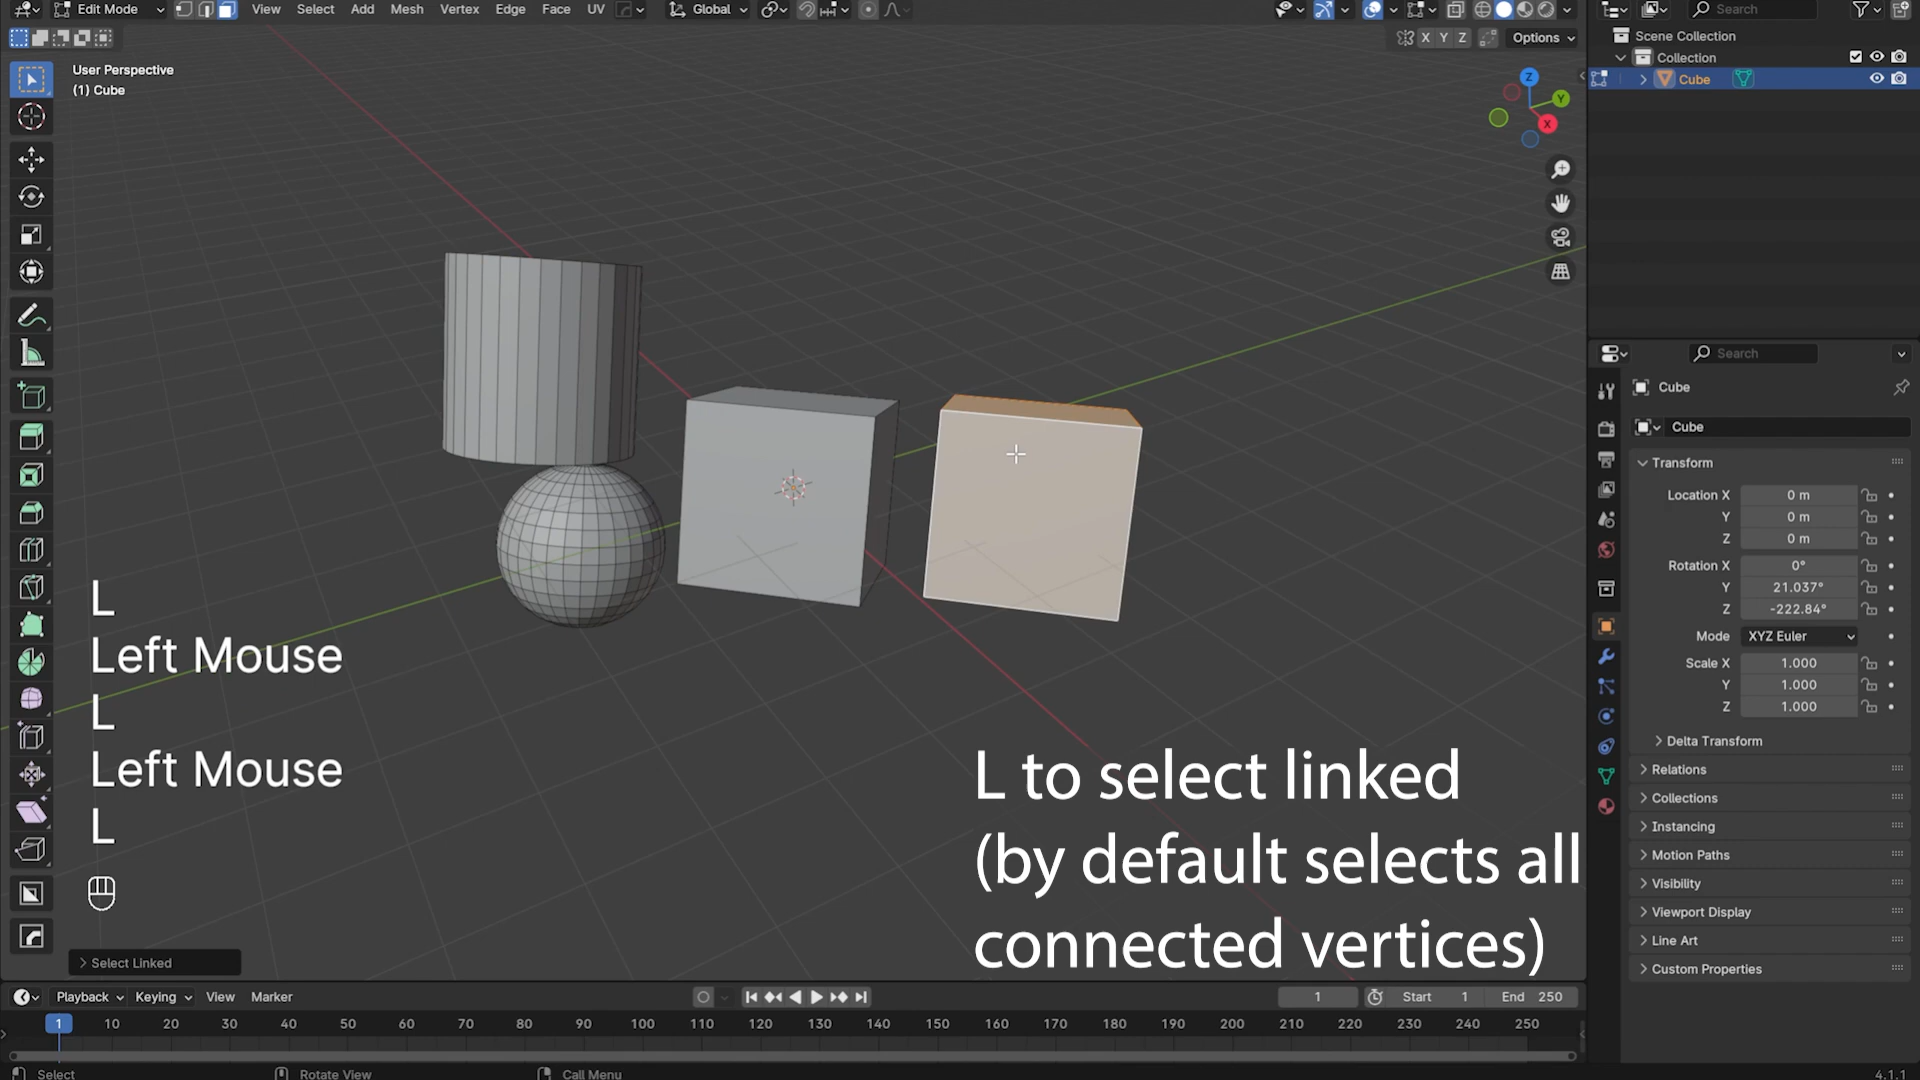 Edit Mode
View Select Add Mesh Vertex Edge Face UV
Global
User Perspective
(1) Cube
X Y Z
Options
Z
Y
X
L
Left Mouse
L
Left Mouse
L
L to select linked
(by default selects all
connected vertices)
Select Linked
Search
Scene Collection
Collection
Cube
Search
Cube
Cube
Transform
Location X 0 m
Y 0 m
Z 0 m
Rotation X 0°
Y 21.037°
Z -222.84°
Mode XYZ Euler
Scale X 1.000
Y 1.000
Z 1.000
Delta Transform
Relations
Collections
Instancing
Motion Paths
Visibility
Viewport Display
Line Art
Custom Properties
Playback Keying View Marker
1 Start 1 End 250
1 10 20 30 40 50 60 70 80 90 100 110 120 130 140 150 160 170 180 190 200 210 220 230 240 250
Select Rotate View Call Menu
4.1.1